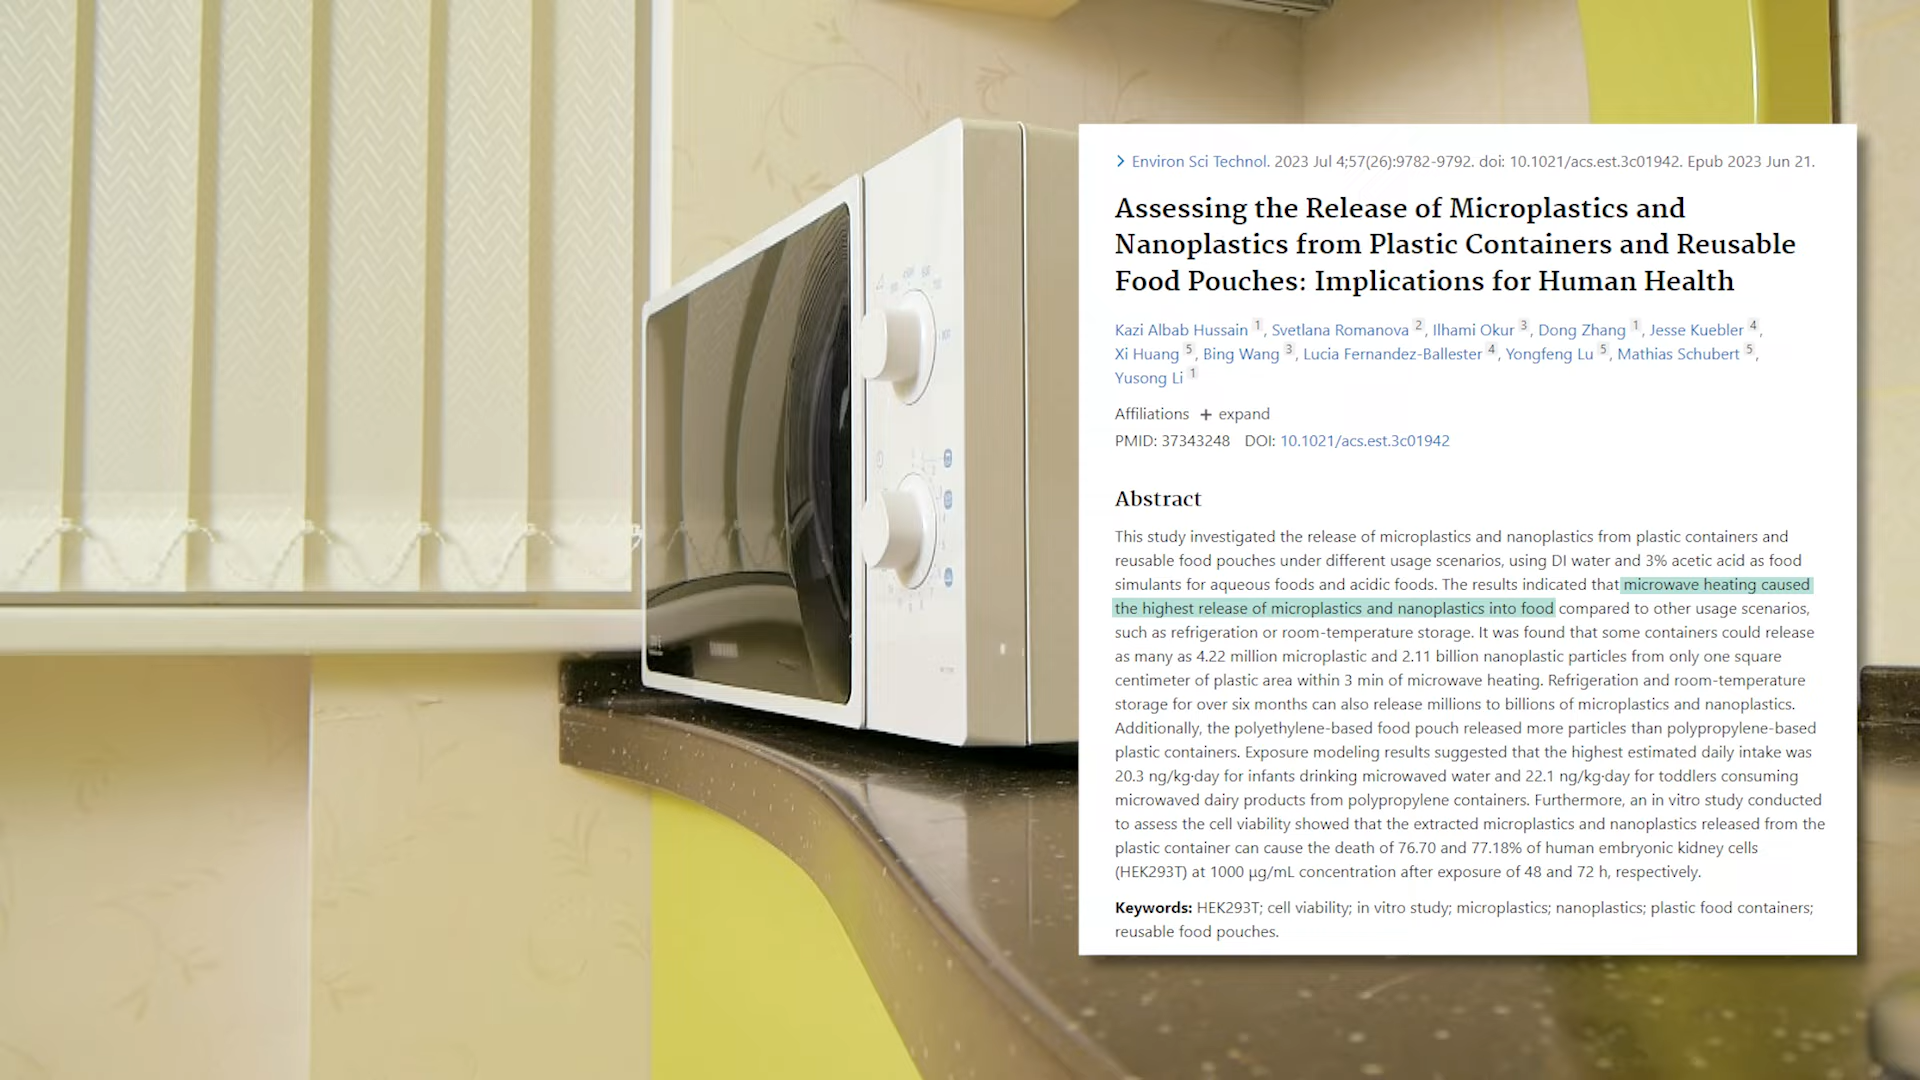 Environ Sci Technol. 2023 Jul 4;57(26):9782-9792. doi: 10.1021/acs.est.3c01942. Epub 2023 Jun 21.
Assessing the Release of Microplastics and
Nanoplastics from Plastic Containers and Reusable
Food Pouches: Implications for Human Health
Kazi Albab Hussain 1, Svetlana Romanova 2, Ilhami Okur 3, Dong Zhang 1, Jesse Kuebler 4,
Xi Huang 5, Bing Wang 3, Lucia Fernandez-Ballester 4, Yongfeng Lu 5, Mathias Schubert 5,
Yusong Li 1
Affiliations + expand
PMID: 37343248 DOI: 10.1021/acs.est.3c01942
Abstract
This study investigated the release of microplastics and nanoplastics from plastic containers and
reusable food pouches under different usage scenarios, using DI water and 3% acetic acid as food
simulants for aqueous foods and acidic foods. The results indicated that microwave heating caused
the highest release of microplastics and nanoplastics into food compared to other usage scenarios,
such as refrigeration or room-temperature storage. It was found that some containers could release
as many as 4.22 million microplastic and 2.11 billion nanoplastic particles from only one square
centimeter of plastic area within 3 min of microwave heating. Refrigeration and room-temperature
storage for over six months can also release millions to billions of microplastics and nanoplastics.
Additionally, the polyethylene-based food pouch released more particles than polypropylene-based
plastic containers. Exposure modeling results suggested that the highest estimated daily intake was
20.3 ng/kg·day for infants drinking microwaved water and 22.1 ng/kg·day for toddlers consuming
microwaved dairy products from polypropylene containers. Furthermore, an in vitro study conducted
to assess the cell viability showed that the extracted microplastics and nanoplastics released from the
plastic container can cause the death of 76.70 and 77.18% of human embryonic kidney cells
(HEK293T) at 1000 μg/mL concentration after exposure of 48 and 72 h, respectively.
Keywords: HEK293T; cell viability; in vitro study; microplastics; nanoplastics; plastic food containers;
reusable food pouches.